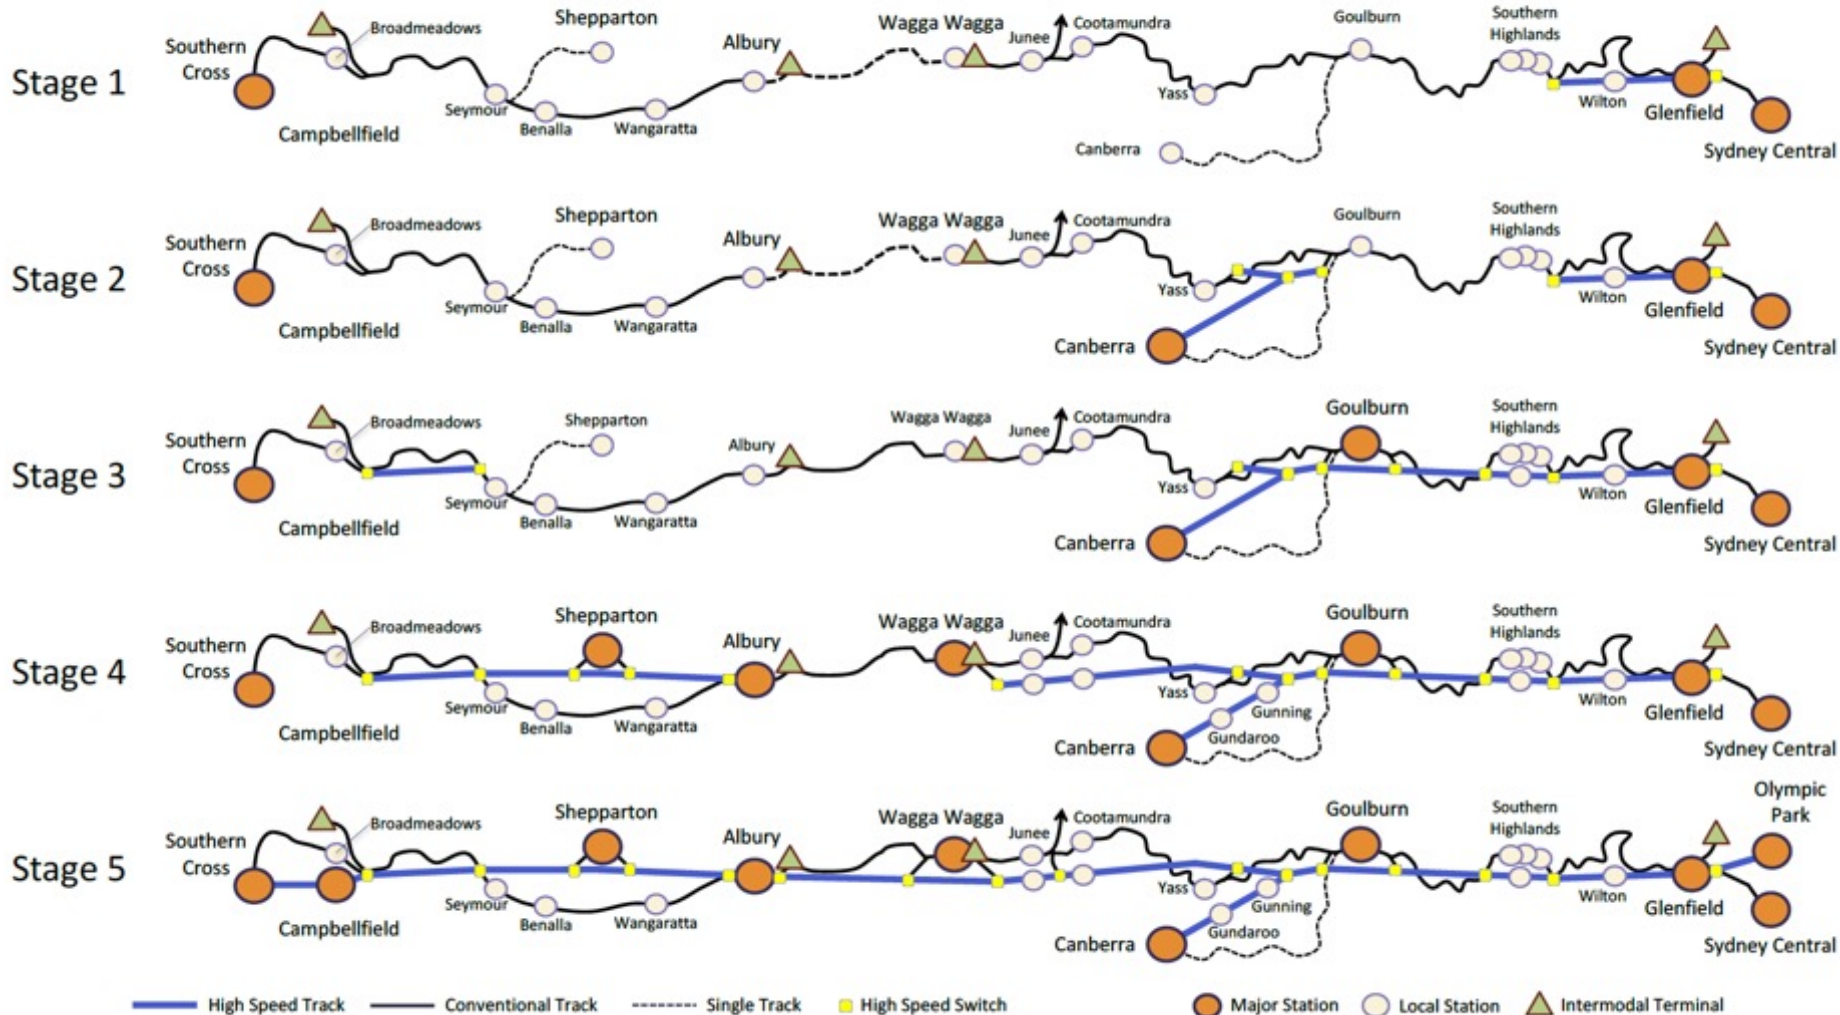 Stage 1
Southern
Cross
Broadmeadows
Campbellfield
Seymour
Shepparton
Benalla
Wangaratta
Albury
Wagga Wagga
Junee
Cootamundra
Yass
Canberra
Goulburn
Southern
Highlands
Wilton
Glenfield
Sydney Central
Stage 2
Southern
Cross
Broadmeadows
Campbellfield
Seymour
Shepparton
Benalla
Wangaratta
Albury
Wagga Wagga
Junee
Cootamundra
Yass
Canberra
Goulburn
Southern
Highlands
Wilton
Glenfield
Sydney Central
Stage 3
Southern
Cross
Broadmeadows
Campbellfield
Seymour
Shepparton
Benalla
Wangaratta
Albury
Wagga Wagga
Junee
Cootamundra
Yass
Canberra
Goulburn
Southern
Highlands
Wilton
Glenfield
Sydney Central
Stage 4
Southern
Cross
Broadmeadows
Campbellfield
Seymour
Shepparton
Benalla
Wangaratta
Albury
Wagga Wagga
Junee
Cootamundra
Yass
Gunning
Gundaroo
Canberra
Goulburn
Southern
Highlands
Wilton
Glenfield
Sydney Central
Stage 5
Southern
Cross
Broadmeadows
Campbellfield
Seymour
Shepparton
Benalla
Wangaratta
Albury
Wagga Wagga
Junee
Cootamundra
Yass
Gunning
Gundaroo
Canberra
Goulburn
Southern
Highlands
Wilton
Glenfield
Olympic
Park
Sydney Central
High Speed Track
Conventional Track
Single Track
High Speed Switch
Major Station
Local Station
Intermodal Terminal